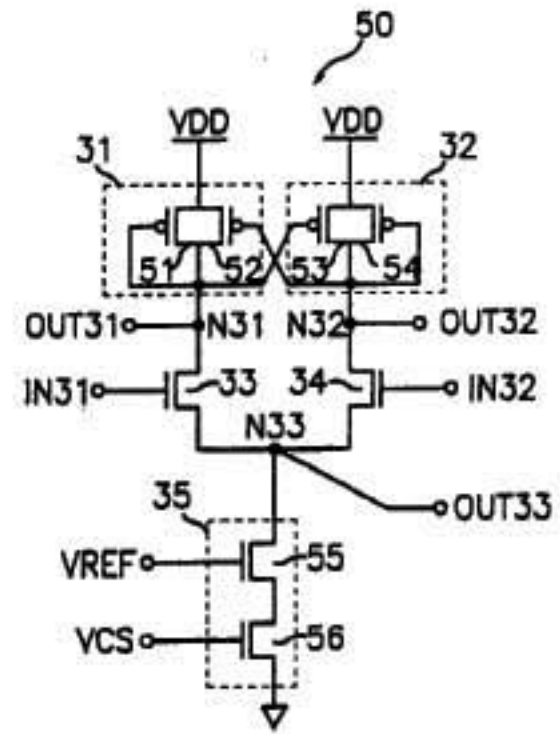 50
VDD VDD
31 32
51 52 53 54
OUT31 N31 N32 OUT32
IN31 33 34 IN32
N33
35 OUT33
VREF 55
VCS 56